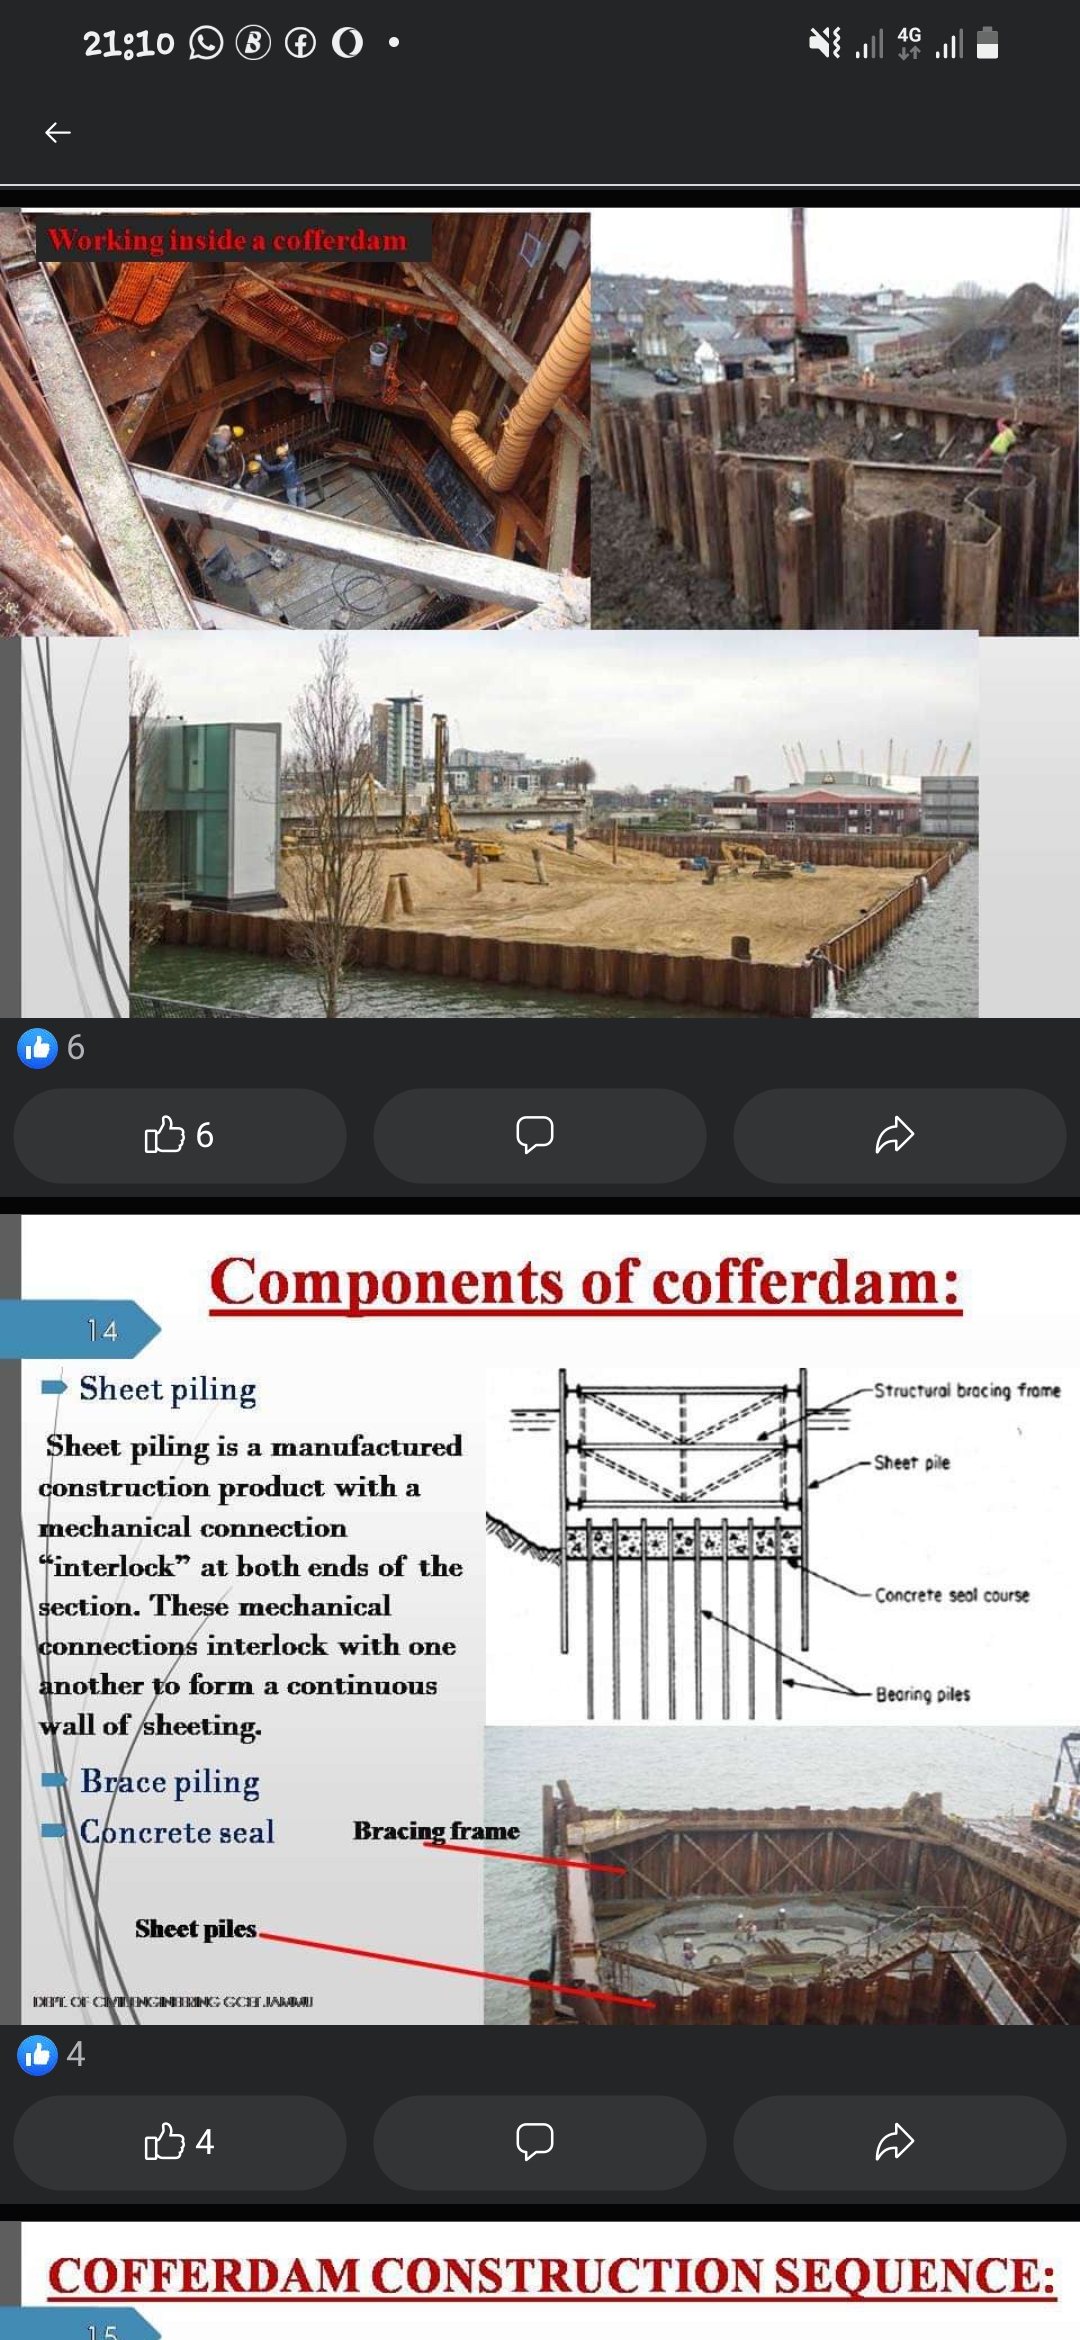 21:10
4G
Working inside a cofferdam
6
6
Components of cofferdam:
14
Sheet piling
Sheet piling is a manufactured
construction product with a
mechanical connection
“interlock” at both ends of the
section. These mechanical
connections interlock with one
another to form a continuous
wall of sheeting.
Brace piling
Concrete seal
Structural bracing frame
Sheet pile
Concrete seal course
Bearing piles
Bracing frame
Sheet piles
DEPT. OF CIVIL ENGINEERING GCET JAMMU
4
4
COFFERDAM CONSTRUCTION SEQUENCE:
15